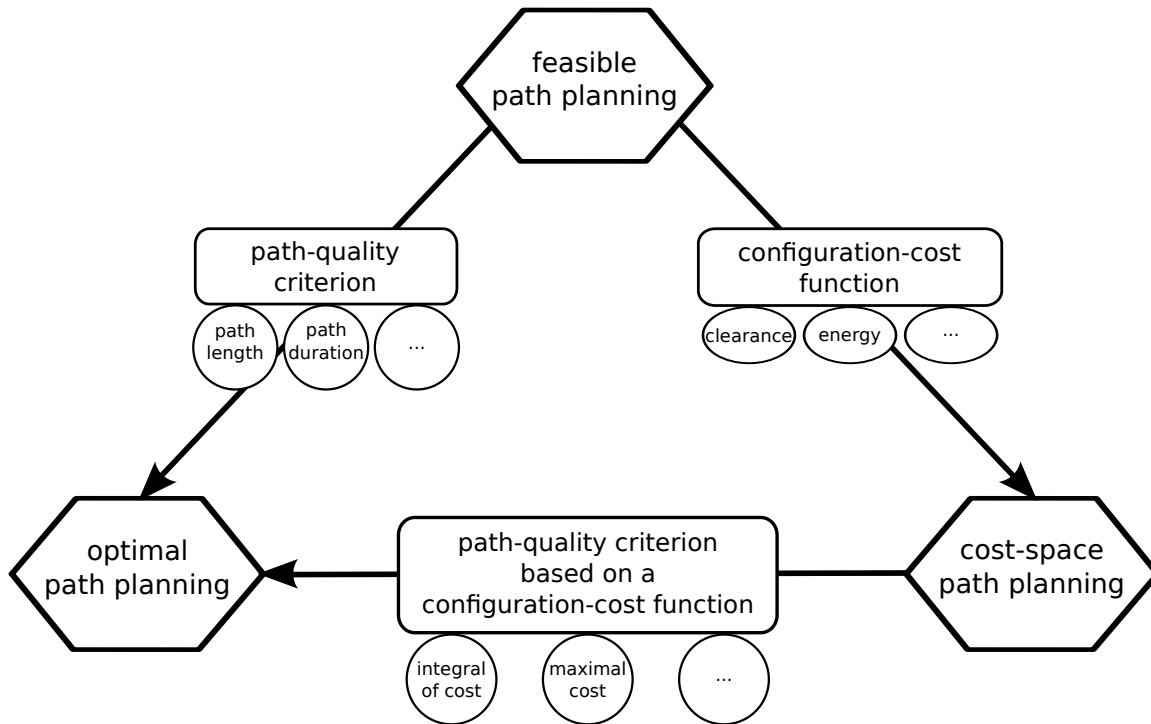 feasible
path planning
path-quality
criterion
configuration-cost
function
path
length
path
duration
...
clearance
energy
...
optimal
path planning
path-quality criterion
based on a
configuration-cost function
cost-space
path planning
integral
of cost
maximal
cost
...